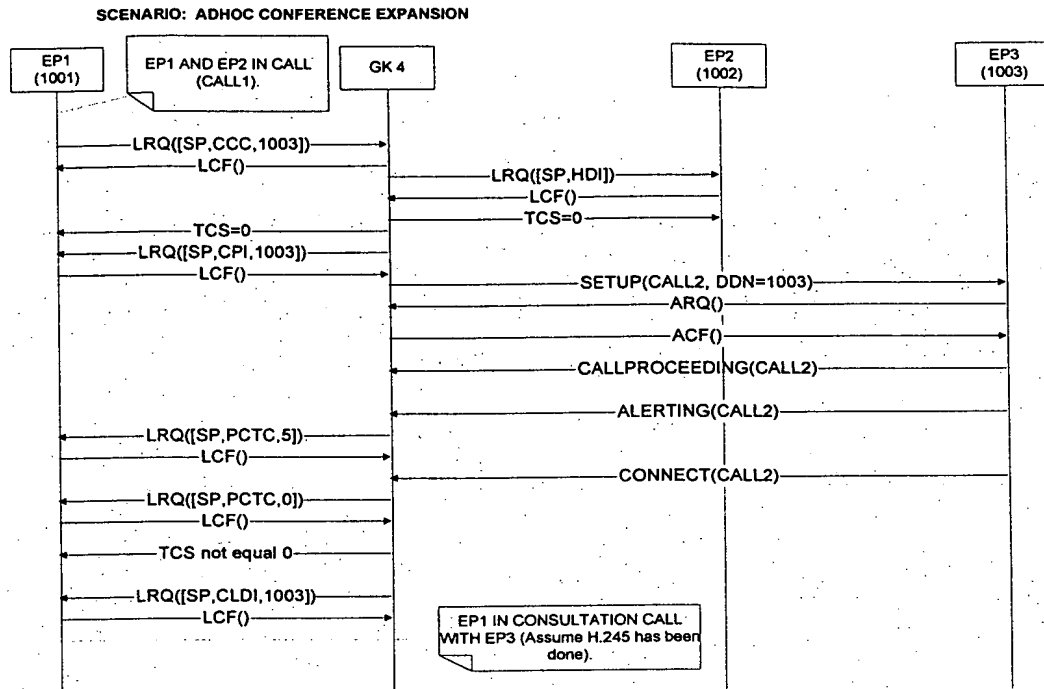 SCENARIO: ADHOC CONFERENCE EXPANSION
EP1
(1001)
EP1 AND EP2 IN CALL
(CALL1).
GK 4
EP2
(1002)
EP3
(1003)
LRQ([SP,CCC,1003])
LCF()
LRQ([SP,HDI])
LCF()
TCS=0
TCS=0
LRQ([SP,CPI,1003])
LCF()
SETUP(CALL2, DDN=1003)
ARQ()
ACF()
CALLPROCEEDING(CALL2)
ALERTING(CALL2)
LRQ([SP,PCTC,5])
LCF()
CONNECT(CALL2)
LRQ([SP,PCTC,0])
LCF()
TCS not equal 0
LRQ([SP,CLDI,1003])
LCF()
EP1 IN CONSULTATION CALL
WITH EP3 (Assume H.245 has been
done).